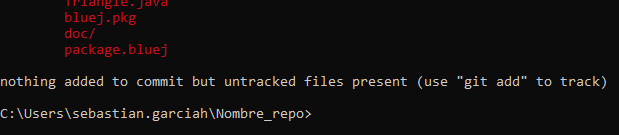 Triangle.java
bluej.pkg
doc/
package.bluej
nothing added to commit but untracked files present (use "git add" to track)
C:\Users\sebastian.garciah\Nombre_repo>